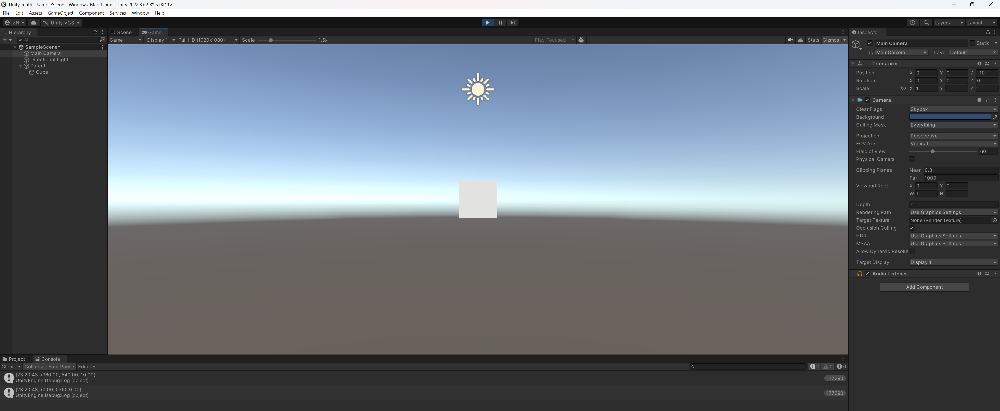 Unity-math - SampleScene - Windows, Mac, Linux - Unity 2022.3.62f3* <DX11>
File Edit Assets GameObject Component Services Window Help
ZN Unity VCS Layers Layout
Hierarchy
All
SampleScene*
Main Camera
Directional Light
Parent
Cube
Scene Game
Game Display 1 Full HD (1920x1080) Scale 1.5x Play Focused Stats Gizmos
Inspector
Main Camera Static
Tag MainCamera Layer Default
Transform
Position X 0 Y 0 Z -10
Rotation X 0 Y 0 Z 0
Scale X 1 Y 1 Z 1
Camera
Clear Flags Skybox
Background
Culling Mask Everything
Projection Perspective
FOV Axis Vertical
Field of View 60
Physical Camera
Clipping Planes Near 0.3
Far 1000
Viewport Rect X 0 Y 0
W 1 H 1
Depth -1
Rendering Path Use Graphics Settings
Target Texture None (Render Texture)
Occlusion Culling
HDR Use Graphics Settings
MSAA Use Graphics Settings
Allow Dynamic Resolut
Target Display Display 1
Audio Listener
Add Component
Project Console
Clear Collapse Error Pause Editor 2 0 0
[23:20:43] (960.00, 540.00, 10.00)
UnityEngine.Debug:Log (object) 177290
[23:20:43] (0.00, 0.00, 0.00)
UnityEngine.Debug:Log (object) 177290